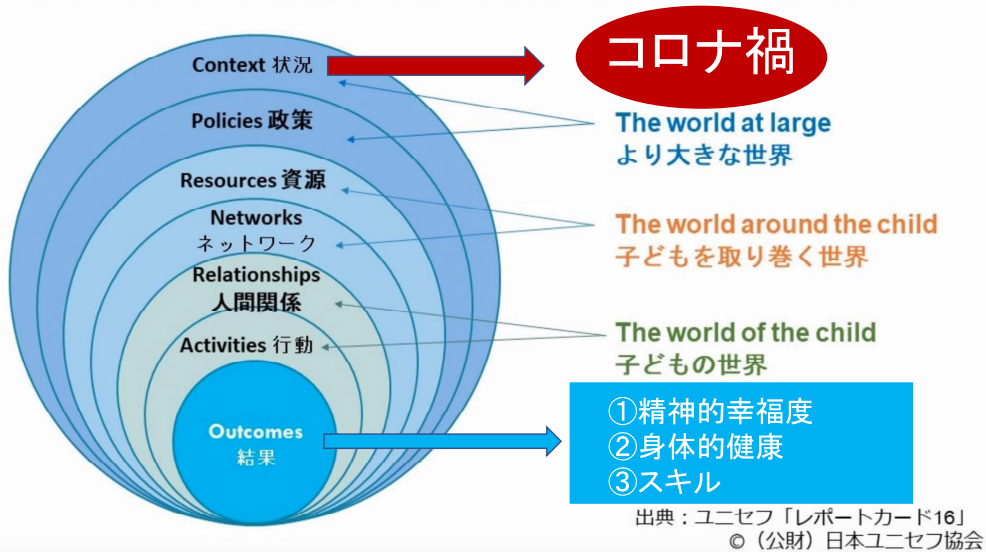 Context 状況
Policies 政策
Resources 資源
Networks
ネットワーク
Relationships
人間関係
Activities 行動
Outcomes
結果
コロナ禍
The world at large
より大きな世界
The world around the child
子どもを取り巻く世界
The world of the child
子どもの世界
①精神的幸福度
②身体的健康
③スキル
出典：ユニセフ「レポートカード16」
©（公財）日本ユニセフ協会